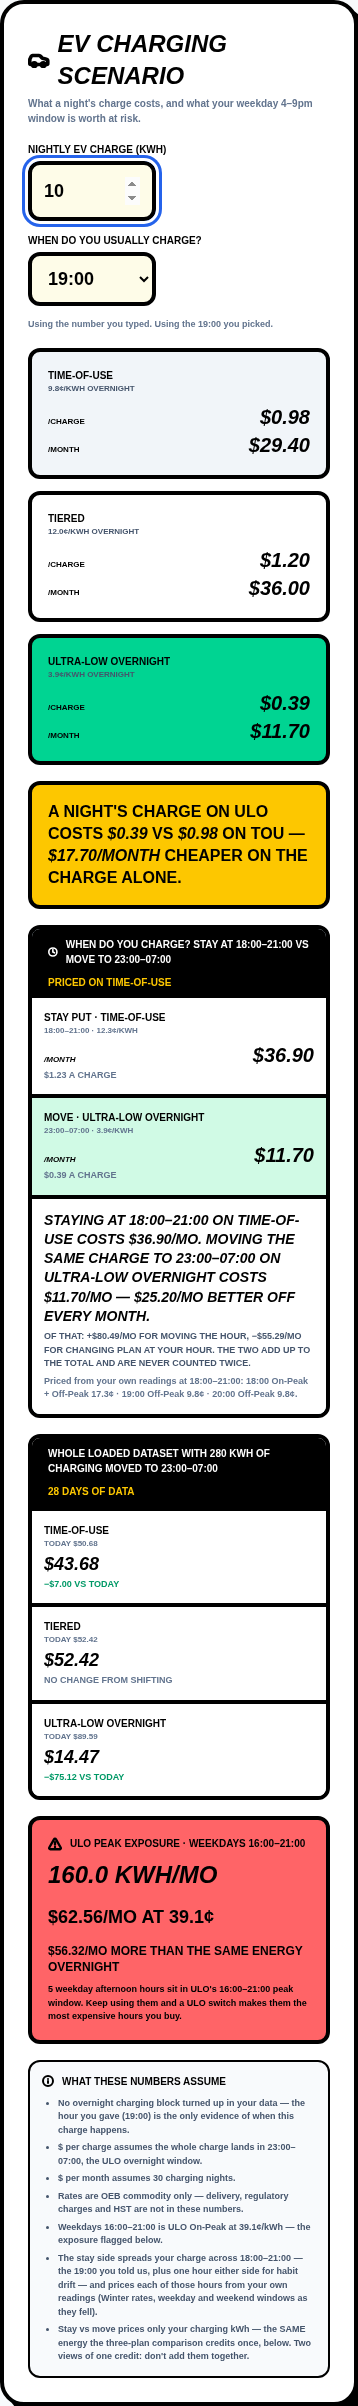 EV CHARGING
SCENARIO
What a night's charge costs, and what your weekday 4–9pm
window is worth at risk.
NIGHTLY EV CHARGE (KWH)
10
WHEN DO YOU USUALLY CHARGE?
19:00
Using the number you typed. Using the 19:00 you picked.
TIME-OF-USE
9.8¢/KWH OVERNIGHT
/CHARGE $0.98
/MONTH $29.40
TIERED
12.0¢/KWH OVERNIGHT
/CHARGE $1.20
/MONTH $36.00
ULTRA-LOW OVERNIGHT
3.9¢/KWH OVERNIGHT
/CHARGE $0.39
/MONTH $11.70
A NIGHT'S CHARGE ON ULO
COSTS $0.39 VS $0.98 ON TOU —
$17.70/MONTH CHEAPER ON THE
CHARGE ALONE.
WHEN DO YOU CHARGE? STAY AT 18:00–21:00 VS
MOVE TO 23:00–07:00
PRICED ON TIME-OF-USE
STAY PUT · TIME-OF-USE
18:00–21:00 · 12.3¢/KWH
/MONTH $36.90
$1.23 A CHARGE
MOVE · ULTRA-LOW OVERNIGHT
23:00–07:00 · 3.9¢/KWH
/MONTH $11.70
$0.39 A CHARGE
STAYING AT 18:00–21:00 ON TIME-OF-
USE COSTS $36.90/MO. MOVING THE
SAME CHARGE TO 23:00–07:00 ON
ULTRA-LOW OVERNIGHT COSTS
$11.70/MO — $25.20/MO BETTER OFF
EVERY MONTH.
OF THAT: +$80.49/MO FOR MOVING THE HOUR, −$55.29/MO
FOR CHANGING PLAN AT YOUR HOUR. THE TWO ADD UP TO
THE TOTAL AND ARE NEVER COUNTED TWICE.
Priced from your own readings at 18:00–21:00: 18:00 On-Peak
+ Off-Peak 17.3¢ · 19:00 Off-Peak 9.8¢ · 20:00 Off-Peak 9.8¢.
WHOLE LOADED DATASET WITH 280 KWH OF
CHARGING MOVED TO 23:00–07:00
28 DAYS OF DATA
TIME-OF-USE
TODAY $50.68
$43.68
−$7.00 VS TODAY
TIERED
TODAY $52.42
$52.42
NO CHANGE FROM SHIFTING
ULTRA-LOW OVERNIGHT
TODAY $89.59
$14.47
−$75.12 VS TODAY
ULO PEAK EXPOSURE · WEEKDAYS 16:00–21:00
160.0 KWH/MO
$62.56/MO AT 39.1¢
$56.32/MO MORE THAN THE SAME ENERGY
OVERNIGHT
5 weekday afternoon hours sit in ULO's 16:00–21:00 peak
window. Keep using them and a ULO switch makes them the
most expensive hours you buy.
WHAT THESE NUMBERS ASSUME
• No overnight charging block turned up in your data — the
hour you gave (19:00) is the only evidence of when this
charge happens.
• $ per charge assumes the whole charge lands in 23:00–
07:00, the ULO overnight window.
• $ per month assumes 30 charging nights.
• Rates are OEB commodity only — delivery, regulatory
charges and HST are not in these numbers.
• Weekdays 16:00–21:00 is ULO On-Peak at 39.1¢/kWh — the
exposure flagged below.
• The stay side spreads your charge across 18:00–21:00 —
the 19:00 you told us, plus one hour either side for habit
drift — and prices each of those hours from your own
readings (Winter rates, weekday and weekend windows as
they fell).
• Stay vs move prices only your charging kWh — the SAME
energy the three-plan comparison credits once, below. Two
views of one credit: don't add them together.